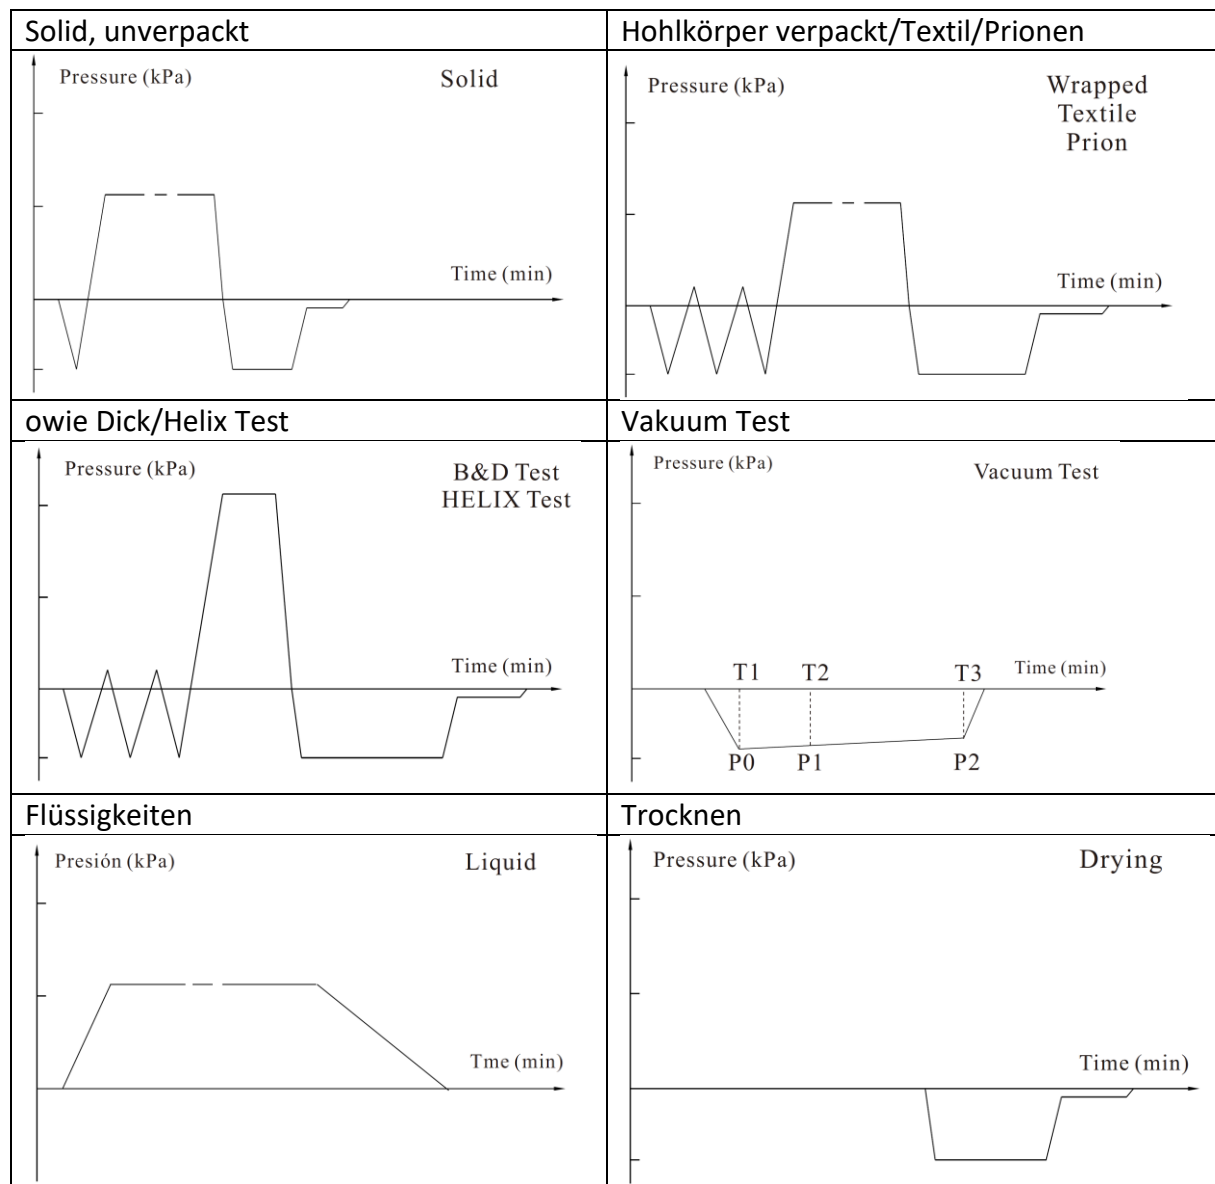 Solid, unverpackt
Hohlkörper verpackt/Textil/Prionen
Pressure (kPa)
Solid
Time (min)
Pressure (kPa)
Wrapped
Textile
Prion
Time (min)
owie Dick/Helix Test
Vakuum Test
Pressure (kPa)
B&D Test
HELIX Test
Time (min)
Pressure (kPa)
Vacuum Test
T1 T2 T3 Time (min)
P0 P1 P2
Flüssigkeiten
Trocknen
Presión (kPa)
Liquid
Tme (min)
Pressure (kPa)
Drying
Time (min)